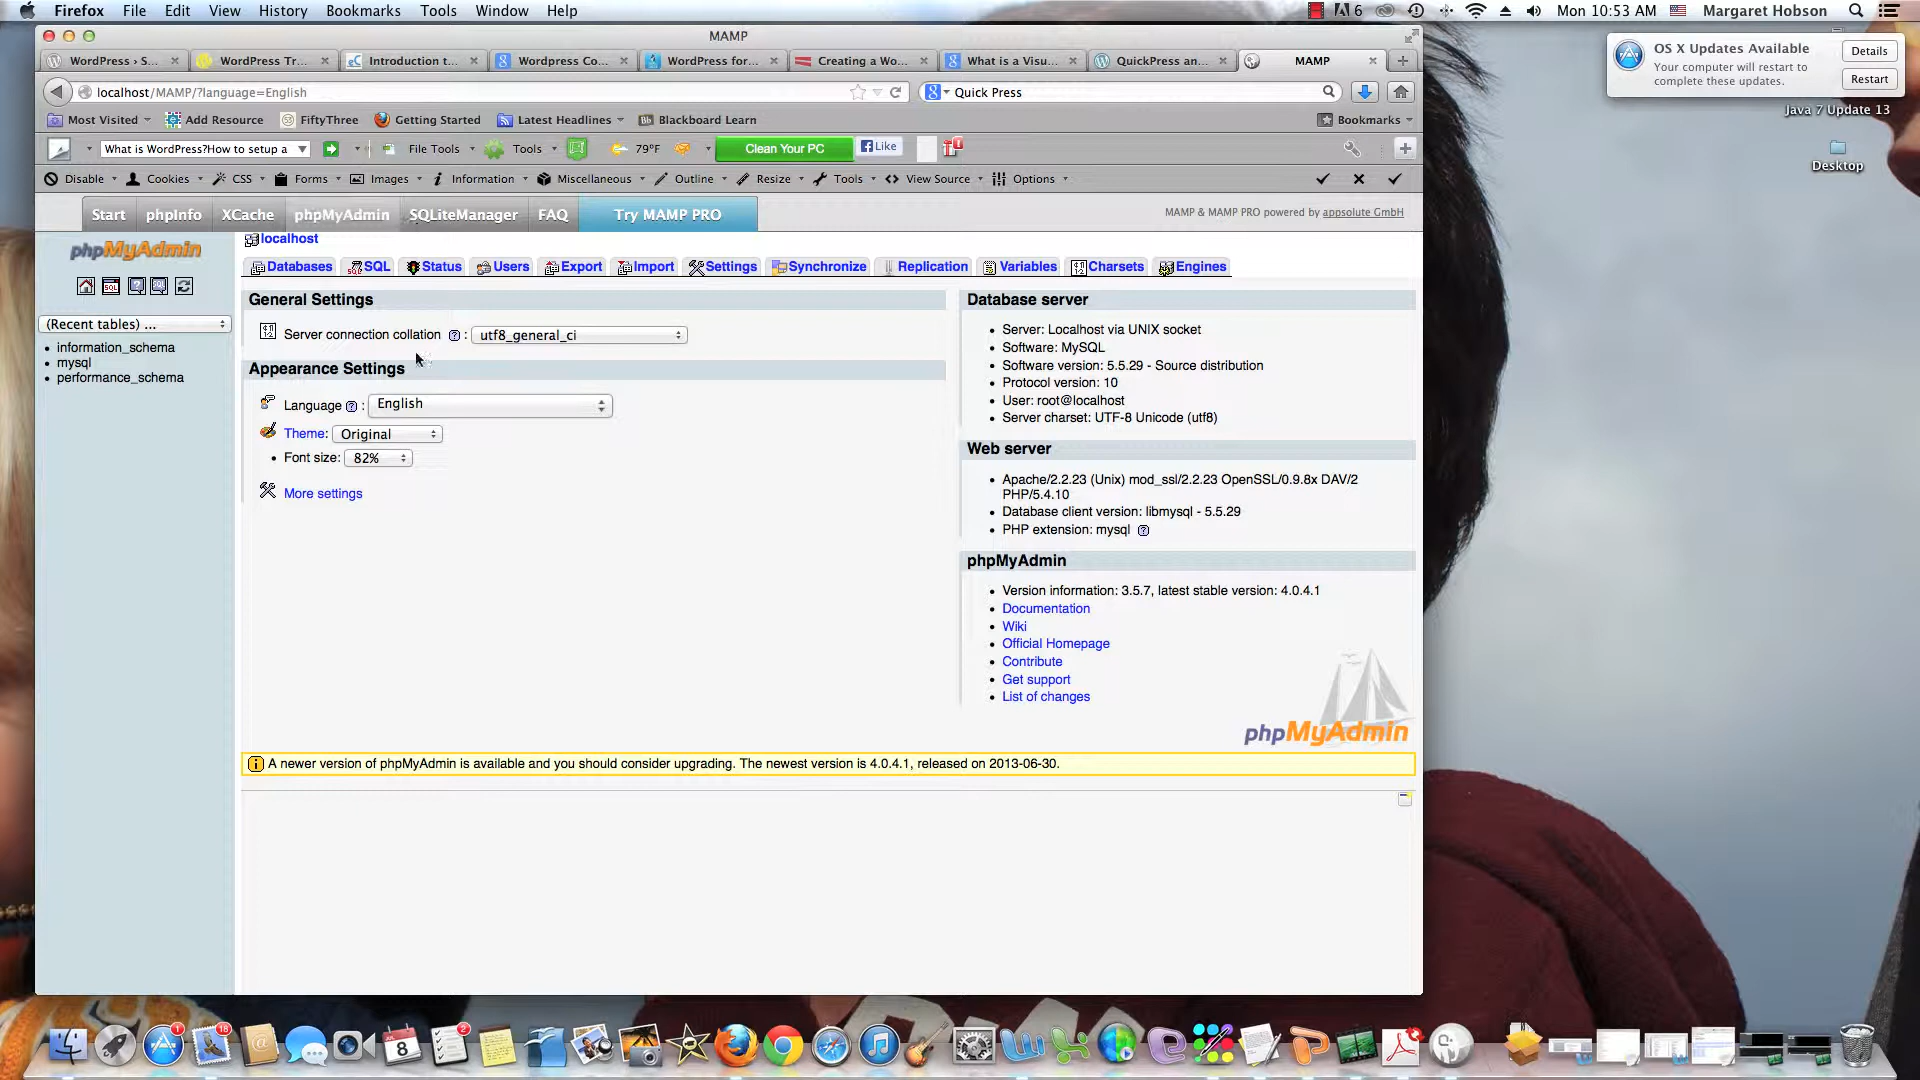 Firefox File Edit View History Bookmarks Tools Window Help
6 Mon 10:53 AM Margaret Hobson
MAMP
WordPress › S... WordPress Tr... Introduction t... Wordpress Co... WordPress for... Creating a Wo... What is a Visu... QuickPress an... MAMP
localhost/MAMP/?language=English Quick Press
Most Visited Add Resource FiftyThree Getting Started Latest Headlines Blackboard Learn Bookmarks
What is WordPress?How to setup a File Tools Tools 79°F Clean Your PC Like
Disable Cookies CSS Forms Images Information Miscellaneous Outline Resize Tools View Source Options
Start phpInfo XCache phpMyAdmin SQLiteManager FAQ Try MAMP PRO MAMP & MAMP PRO powered by appsolute GmbH
OS X Updates Available
Your computer will restart to
complete these updates.
Details
Restart
Java 7 Update 13
Desktop
phpMyAdmin
SQL
(Recent tables) ...
information_schema
mysql
performance_schema
localhost
Databases SQL Status Users Export Import Settings Synchronize Replication Variables Charsets Engines
General Settings
Server connection collation : utf8_general_ci
Appearance Settings
Language : English
Theme: Original
Font size: 82%
More settings
Database server
Server: Localhost via UNIX socket
Software: MySQL
Software version: 5.5.29 - Source distribution
Protocol version: 10
User: root@localhost
Server charset: UTF-8 Unicode (utf8)
Web server
Apache/2.2.23 (Unix) mod_ssl/2.2.23 OpenSSL/0.9.8x DAV/2
PHP/5.4.10
Database client version: libmysql - 5.5.29
PHP extension: mysql
phpMyAdmin
Version information: 3.5.7, latest stable version: 4.0.4.1
Documentation
Wiki
Official Homepage
Contribute
Get support
List of changes
phpMyAdmin
A newer version of phpMyAdmin is available and you should consider upgrading. The newest version is 4.0.4.1, released on 2013-06-30.
1 18 8 2